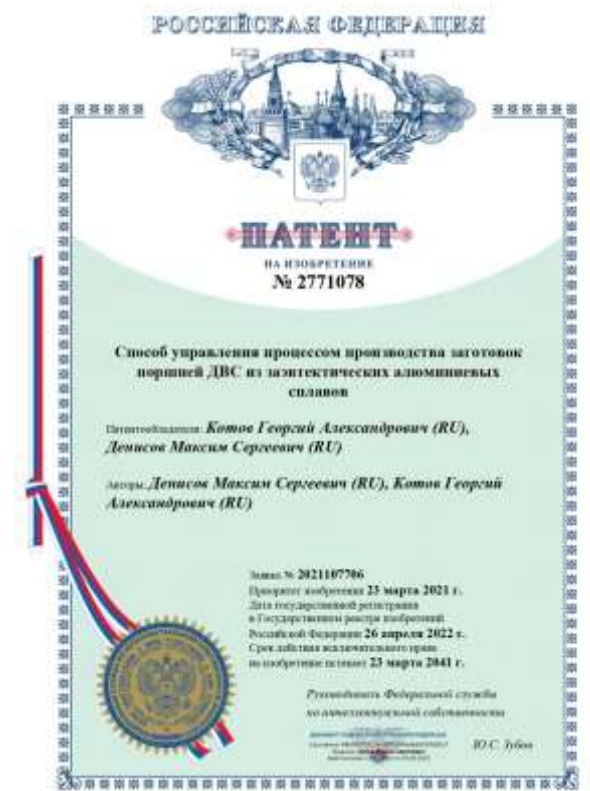 РОССИЙСКАЯ ФЕДЕРАЦИЯ
ПАТЕНТ
НА ИЗОБРЕТЕНИЕ
№ 2771078
Способ управления процессом производства заготовок
поршней ДВС из заэвтектических алюминиевых
сплавов
Патентообладатели: Котов Георгий Александрович (RU),
Денисов Максим Сергеевич (RU)
Авторы: Денисов Максим Сергеевич (RU), Котов Георгий
Александрович (RU)
Заявка № 2021107706
Приоритет изобретения 23 марта 2021 г.
Дата государственной регистрации
в Государственном реестре изобретений
Российской Федерации 26 апреля 2022 г.
Срок действия исключительного права
на изобретение истекает 23 марта 2041 г.
Руководитель Федеральной службы
по интеллектуальной собственности
Ю.С. Зубов